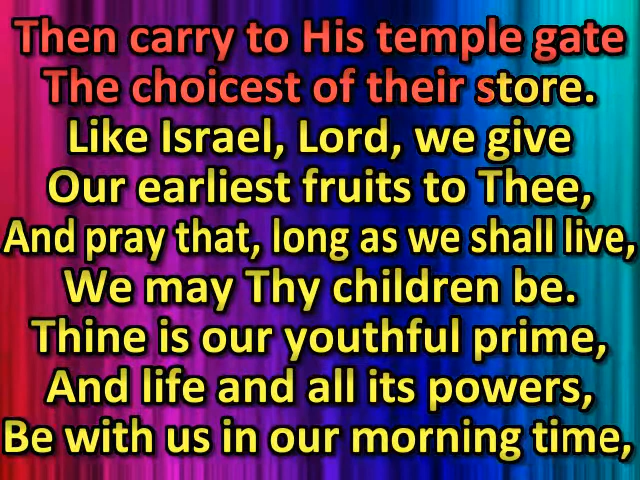 Then carry to His temple gate
The choicest of their store.
Like Israel, Lord, we give
Our earliest fruits to Thee,
And pray that, long as we shall live,
We may Thy children be.
Thine is our youthful prime,
And life and all its powers,
Be with us in our morning time,